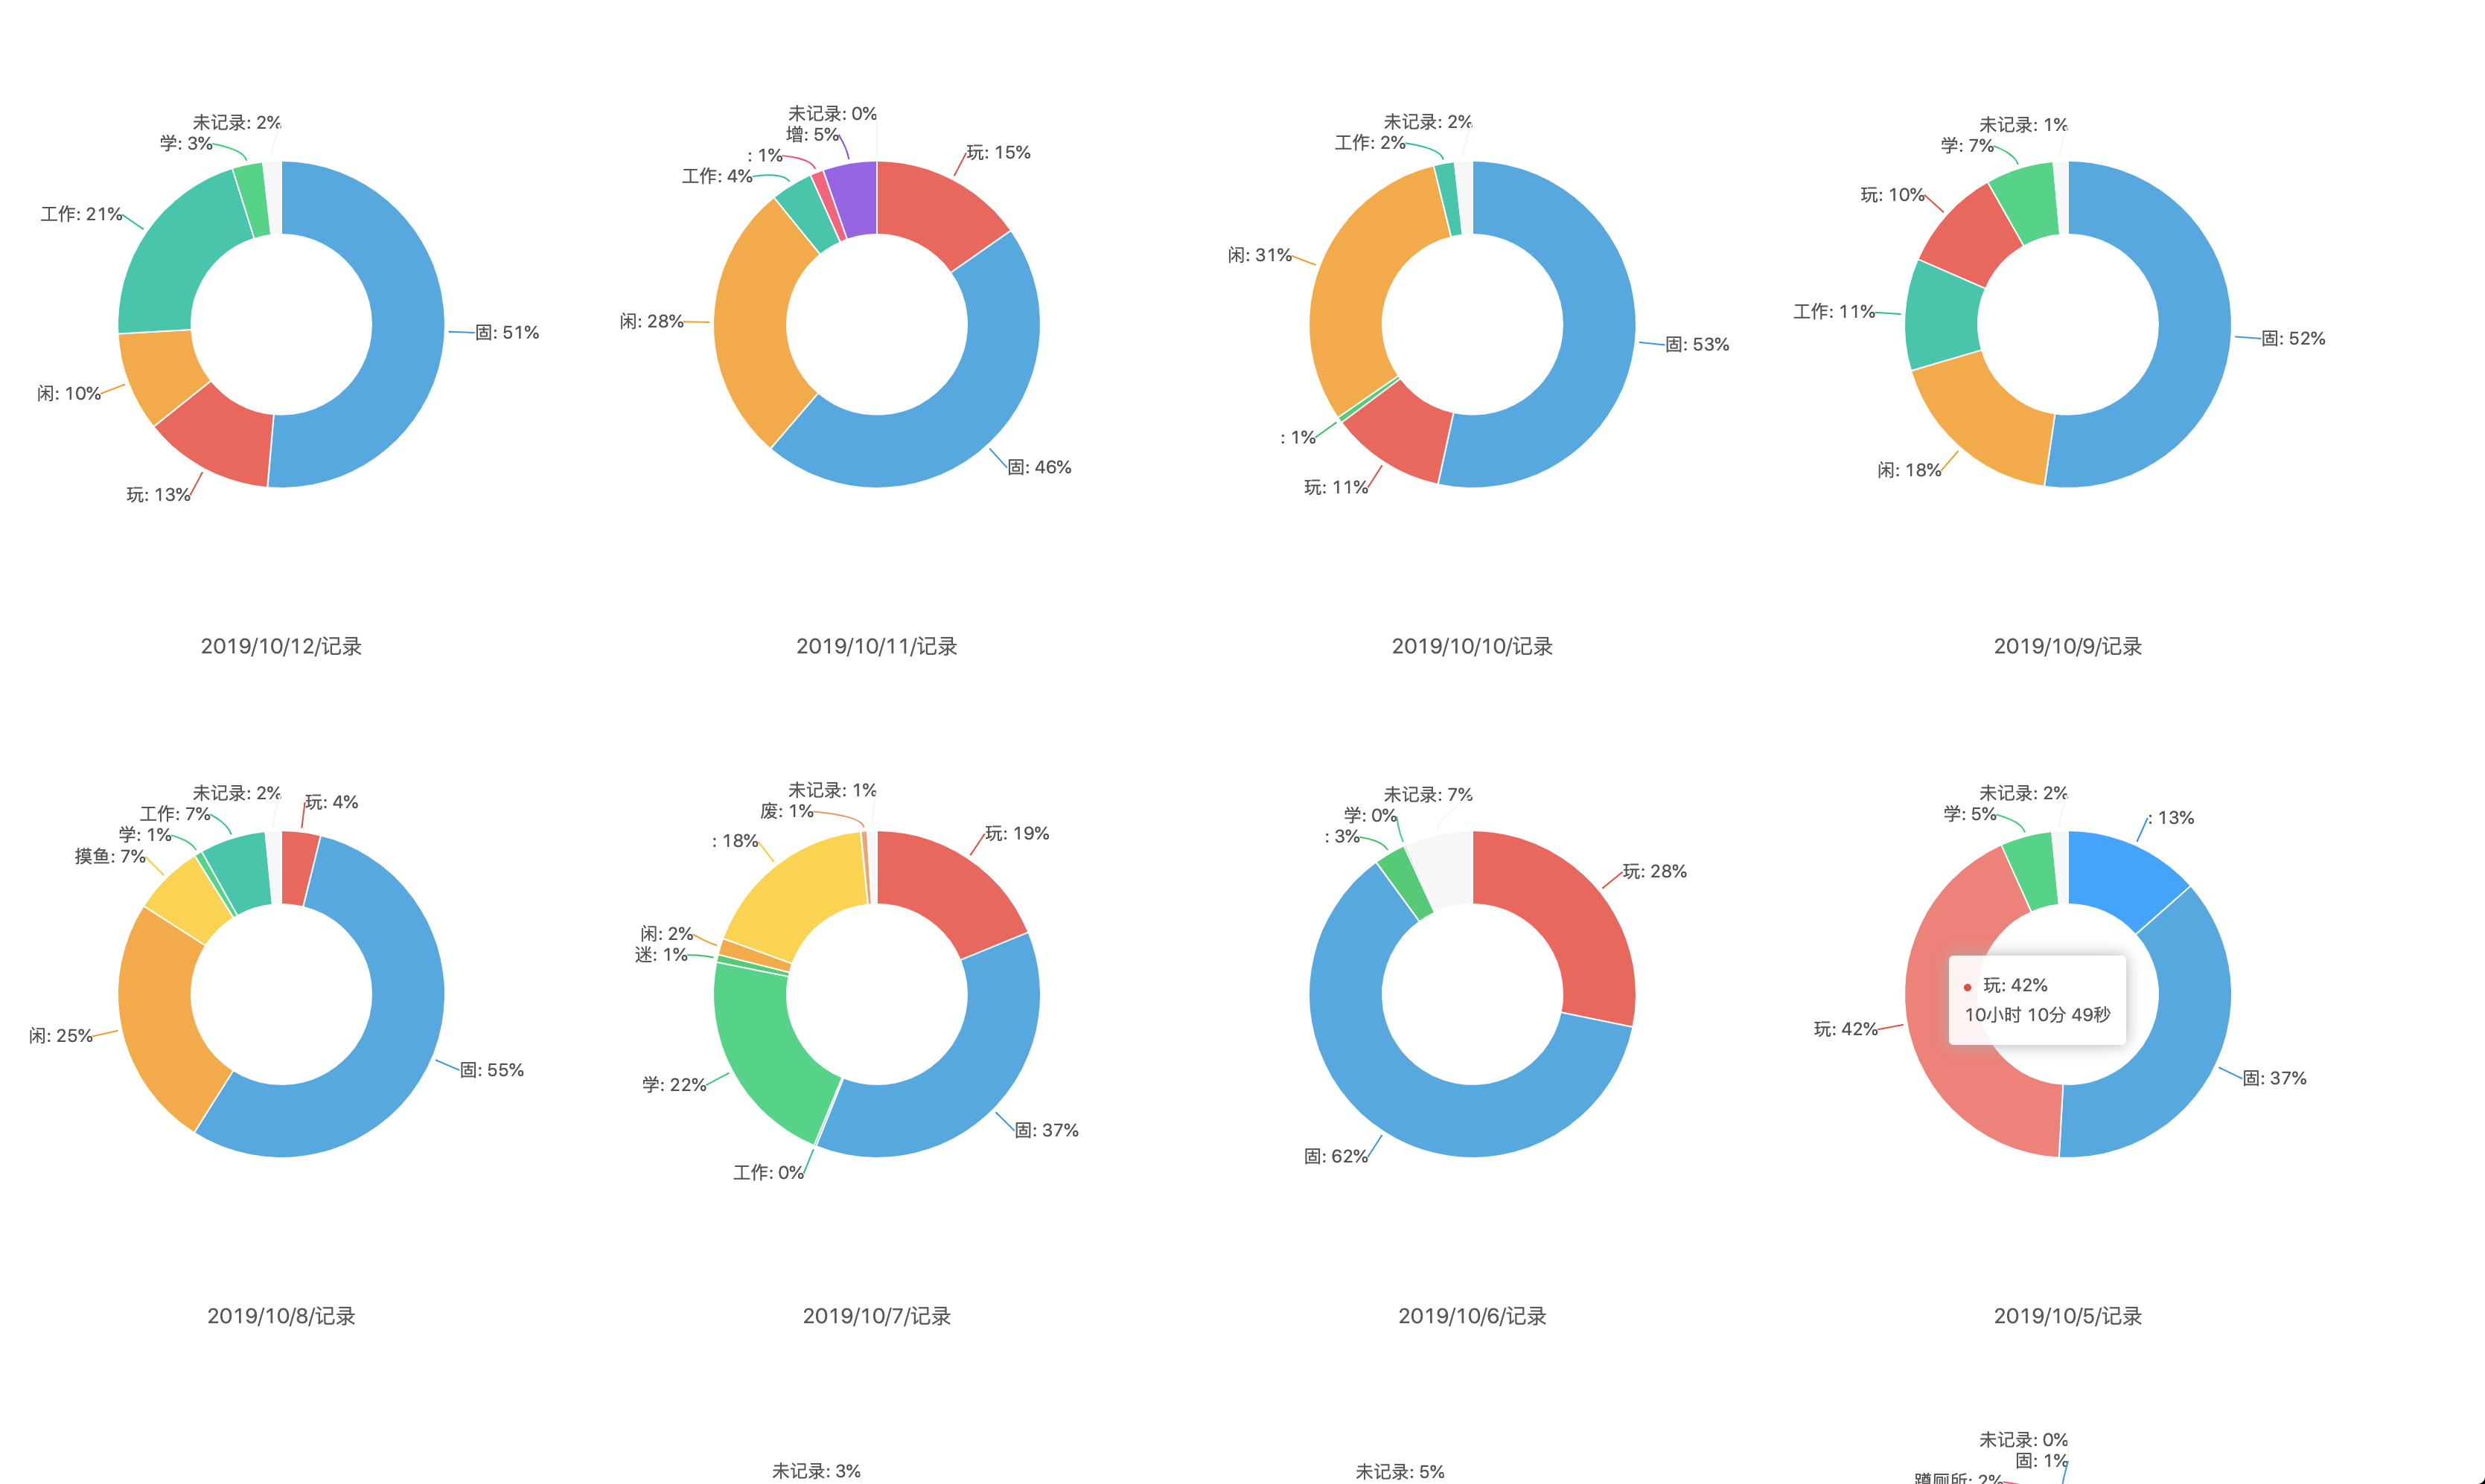 未记录: 2%
学: 3%
工作: 21%
闲: 10%
玩: 13%
固: 51%
2019/10/12/记录
未记录: 0%
增: 5%
: 1%
工作: 4%
玩: 15%
闲: 28%
固: 46%
2019/10/11/记录
未记录: 2%
工作: 2%
闲: 31%
固: 53%
: 1%
玩: 11%
2019/10/10/记录
未记录: 1%
学: 7%
玩: 10%
工作: 11%
固: 52%
闲: 18%
2019/10/9/记录
未记录: 2%
玩: 4%
工作: 7%
学: 1%
摸鱼: 7%
闲: 25%
固: 55%
2019/10/8/记录
未记录: 1%
废: 1%
玩: 19%
: 18%
闲: 2%
迷: 1%
学: 22%
固: 37%
工作: 0%
2019/10/7/记录
未记录: 7%
学: 0%
: 3%
玩: 28%
固: 62%
2019/10/6/记录
未记录: 2%
学: 5%
: 13%
玩: 42%
10小时 10分 49秒
玩: 42%
固: 37%
2019/10/5/记录
未记录: 3%
未记录: 5%
未记录: 0%
固: 1%
蹲厕所: 2%